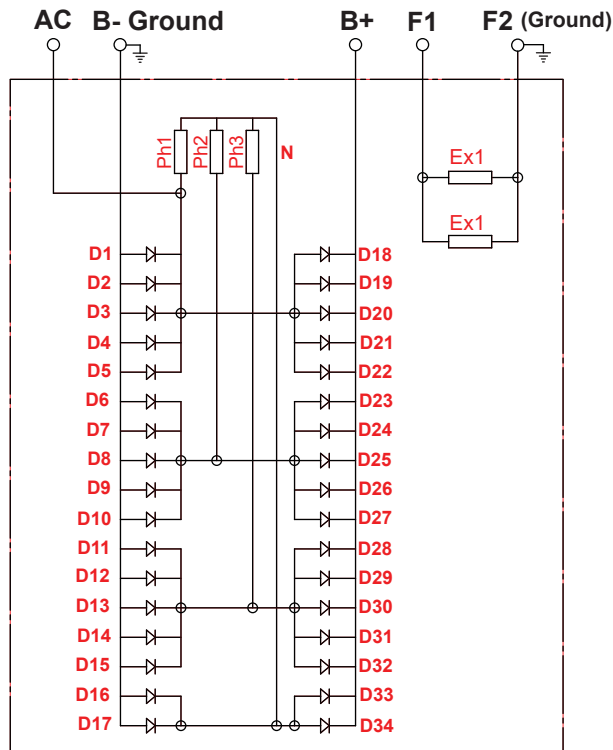 AC B- Ground B+ F1 F2 (Ground)
Ph1 Ph2 Ph3 N
Ex1
Ex1
D1 D18
D2 D19
D3 D20
D4 D21
D5 D22
D6 D23
D7 D24
D8 D25
D9 D26
D10 D27
D11 D28
D12 D29
D13 D30
D14 D31
D15 D32
D16 D33
D17 D34